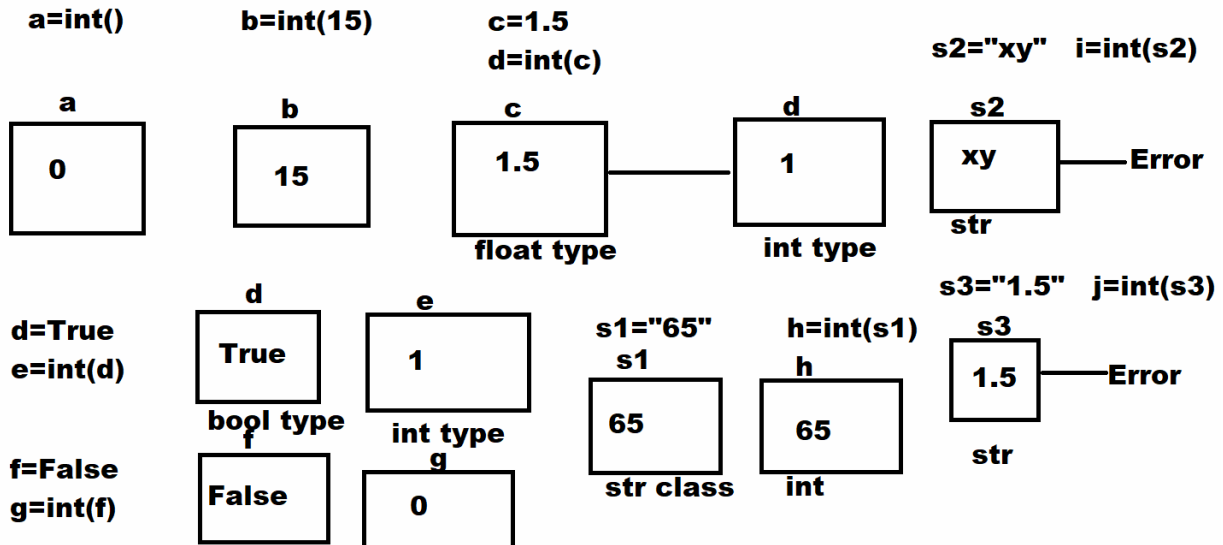 a=int()
b=int(15)
c=1.5
d=int(c)
s2="xy" i=int(s2)
a
b
c
d
s2
0
15
1.5
1
xy
Error
float type
int type
str
s3="1.5" j=int(s3)
d=True
e=int(d)
d
e
s1="65"
h=int(s1)
s1
h
s3
True
1
65
65
1.5
Error
bool type
int type
str class
int
str
f=False
g=int(f)
f
g
False
0